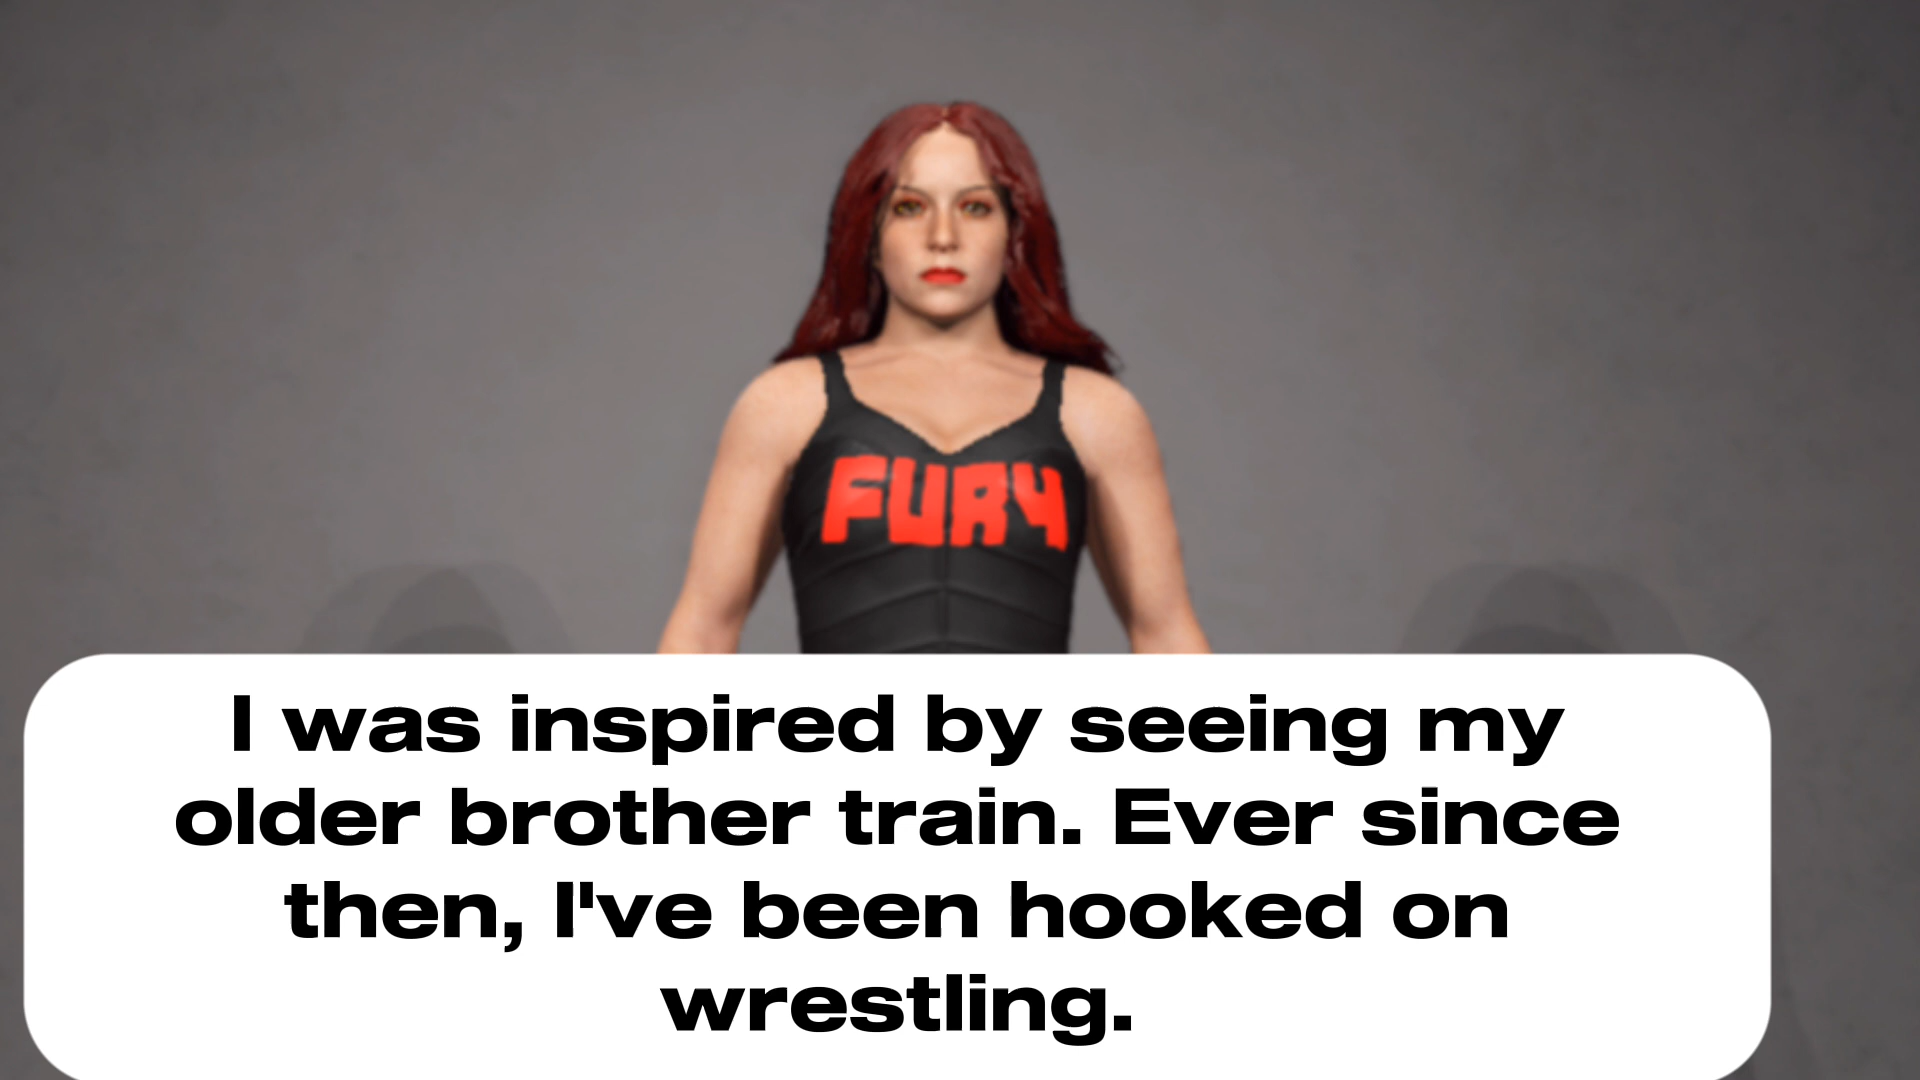 FURY
I was inspired by seeing my
older brother train. Ever since
then, I've been hooked on
wrestling.